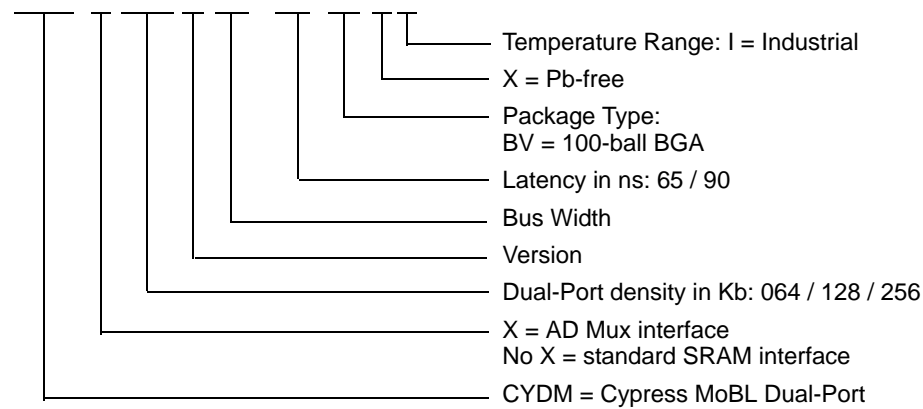 Temperature Range: I = Industrial
X = Pb-free
Package Type:
BV = 100-ball BGA
Latency in ns: 65 / 90
Bus Width
Version
Dual-Port density in Kb: 064 / 128 / 256
X = AD Mux interface
No X = standard SRAM interface
CYDM = Cypress MoBL Dual-Port